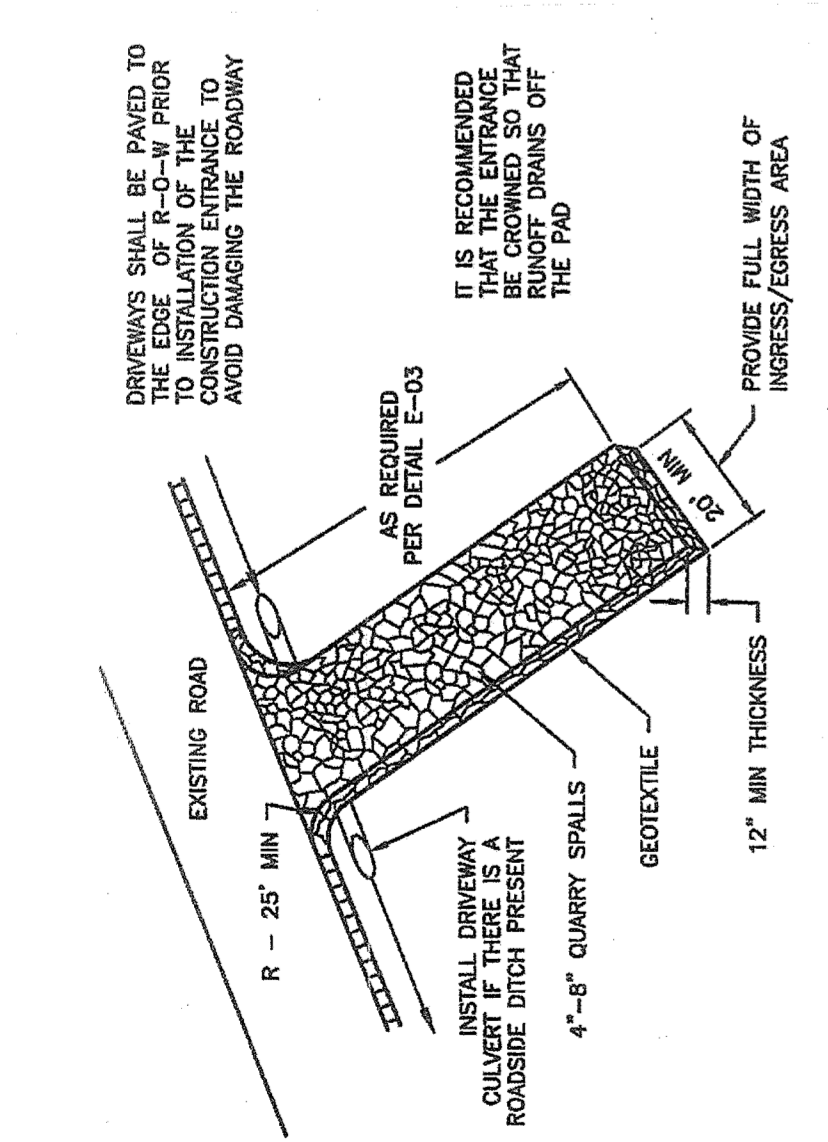 DRIVEWAYS SHALL BE PAVED TO
THE EDGE OF R-O-W PRIOR
TO INSTALLATION OF THE
CONSTRUCTION ENTRANCE TO
AVOID DAMAGING THE ROADWAY
EXISTING ROAD
R - 25' MIN
AS REQUIRED
PER DETAIL E-03
IT IS RECOMMENDED
THAT THE ENTRANCE
BE CROWNED SO THAT
RUNOFF DRAINS OFF
THE PAD
INSTALL DRIVEWAY
CULVERT IF THERE IS A
ROADSIDE DITCH PRESENT
4"-8" QUARRY SPALLS
GEOTEXTILE
12" MIN THICKNESS
20' MIN
PROVIDE FULL WIDTH OF
INGRESS/EGRESS AREA